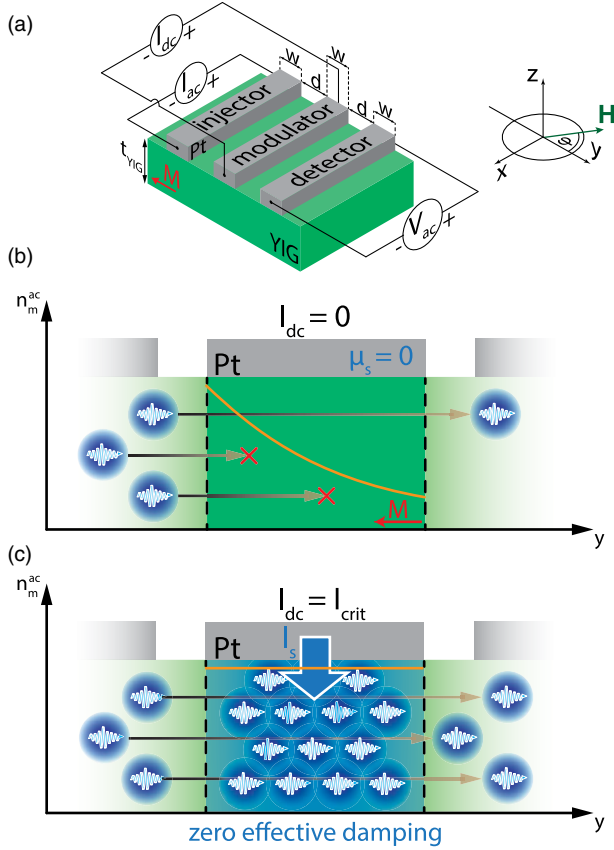 (a)
I_dc
- +
I_ac
- +
w
w
d
d
w
injector
modulator
detector
Pt
t_YIG
M
YIG
V_ac
- +
z
H
φ
x
y
(b)
n_m^ac
I_dc = 0
Pt
μ_s = 0
M
y
(c)
n_m^ac
I_dc = I_crit
Pt
I_s
y
zero effective damping